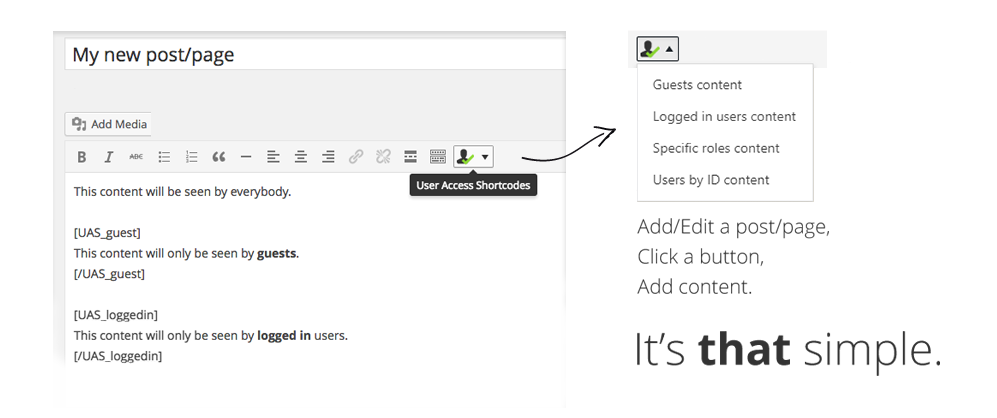 My new post/page
Add Media
B I ABC
User Access Shortcodes
This content will be seen by everybody.
[UAS_guest]
This content will only be seen by guests.
[/UAS_guest]
[UAS_loggedin]
This content will only be seen by logged in users.
[/UAS_loggedin]
Guests content
Logged in users content
Specific roles content
Users by ID content
Add/Edit a post/page,
Click a button,
Add content.
It's that simple.